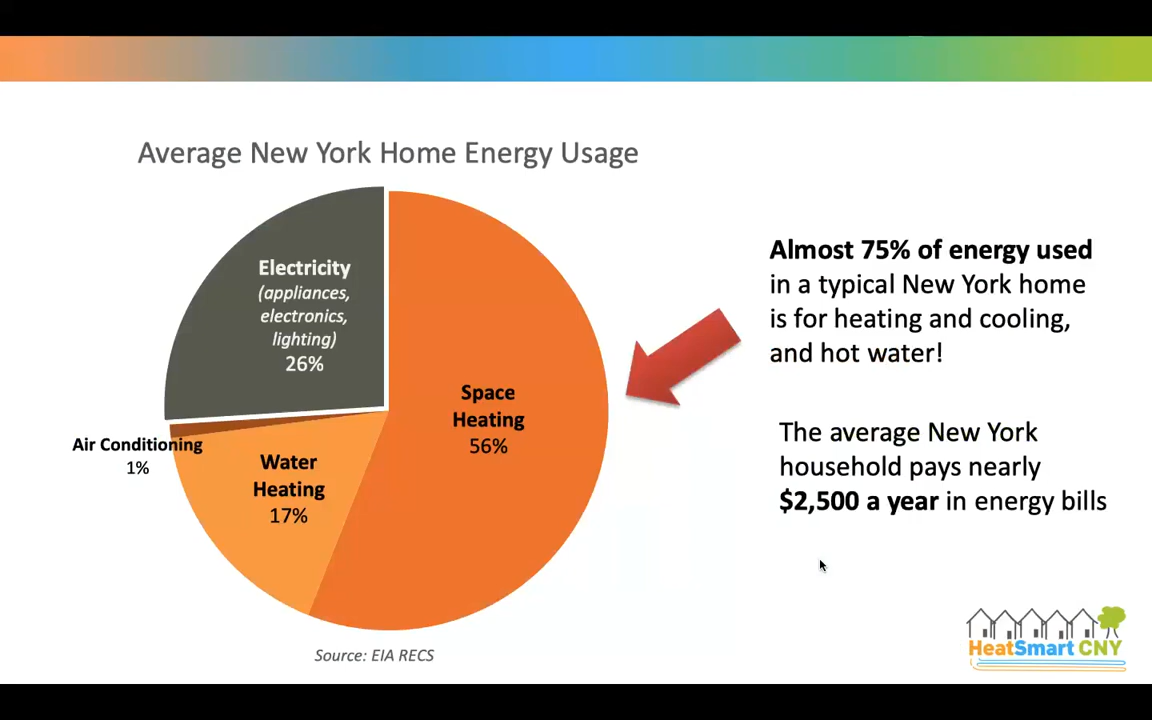 Average New York Home Energy Usage
Electricity
(appliances,
electronics,
lighting)
26%
Space
Heating
56%
Air Conditioning
1%
Water
Heating
17%
Source: EIA RECS
Almost 75% of energy used
in a typical New York home
is for heating and cooling,
and hot water!
The average New York
household pays nearly
$2,500 a year in energy bills
HeatSmart CNY